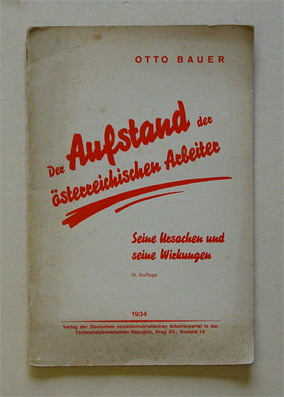 OTTO BAUER
Der Aufstand der
österreichischen Arbeiter
Seine Ursachen und
seine Wirkungen
III. Auflage
1934
Verlag der Deutschen sozialdemokratischen Arbeiterpartei in der
Tschechoslowakischen Republik, Prag XII., Slezská 13